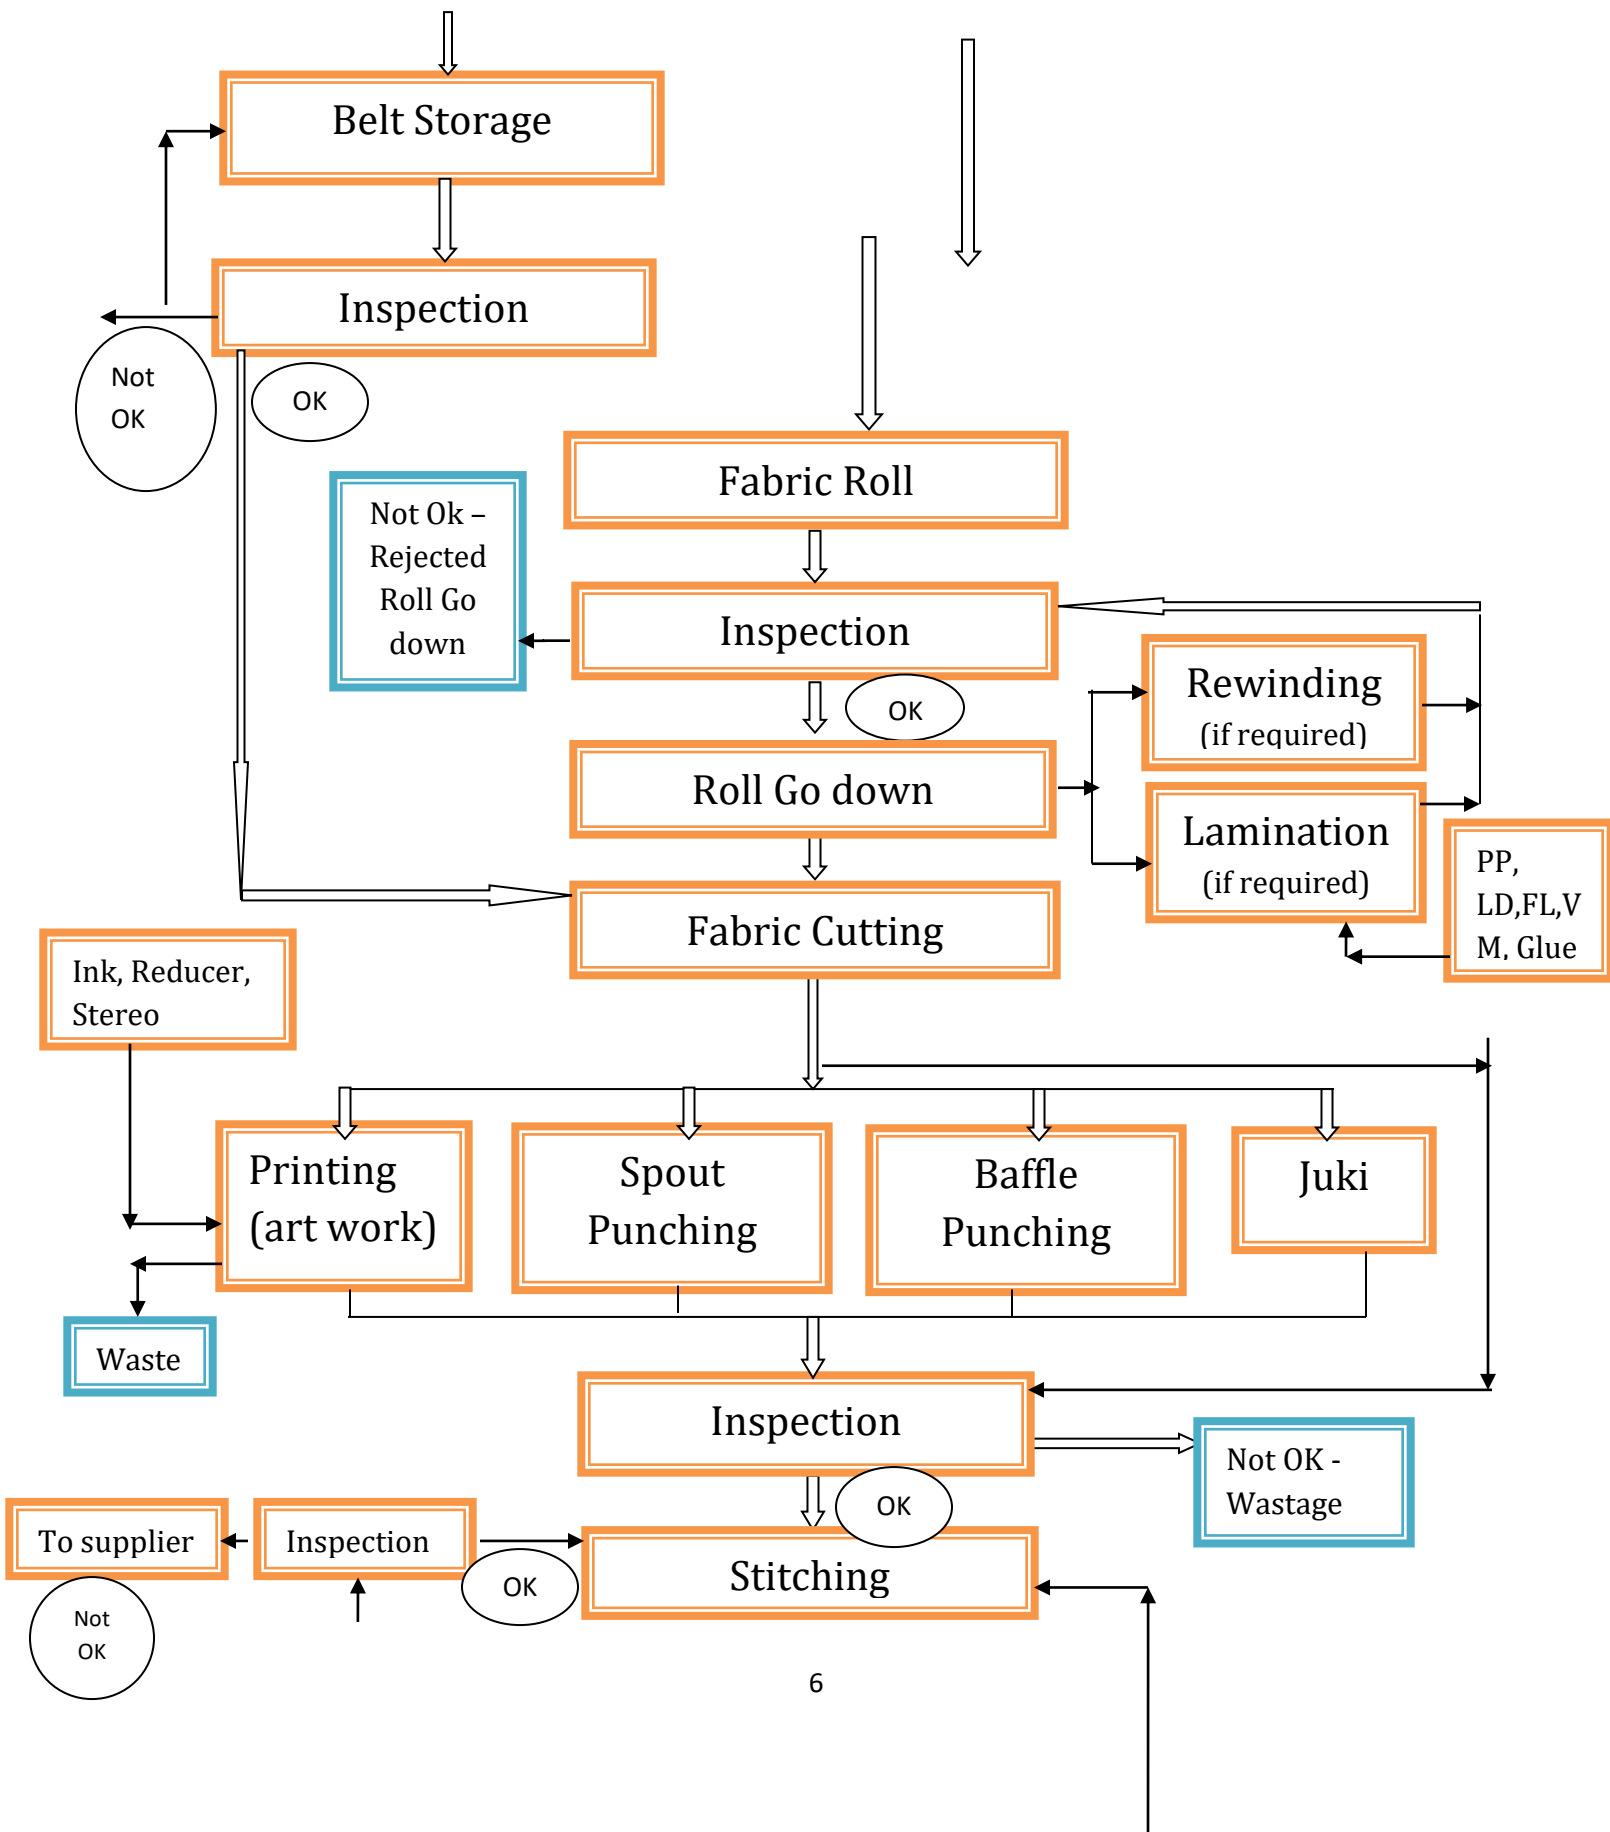 Belt Storage
Inspection
Not
OK
OK
Fabric Roll
Not Ok –
Rejected
Roll Go
down
Inspection
OK
Rewinding
(if required)
Roll Go down
Lamination
(if required)
PP,
LD,FL,V
M, Glue
Fabric Cutting
Ink, Reducer,
Stereo
Printing
(art work)
Spout
Punching
Baffle
Punching
Juki
Waste
Inspection
Not OK -
Wastage
OK
To supplier
Inspection
OK
Stitching
Not
OK
6